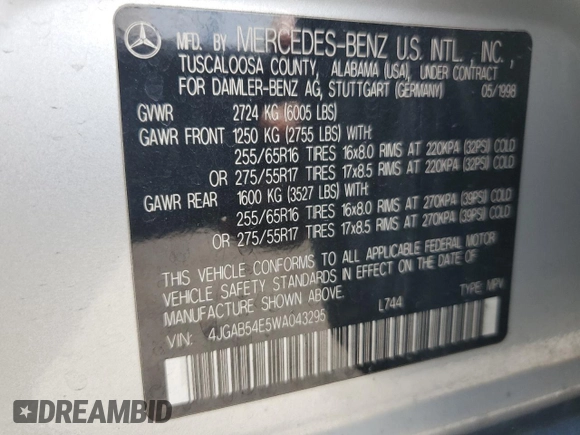 MFD. BY MERCEDES-BENZ U.S. INTL., INC.,
TUSCALOOSA COUNTY, ALABAMA (USA), UNDER CONTRACT
FOR DAIMLER-BENZ AG, STUTTGART (GERMANY) 05/1998
GVWR 2724 KG (6005 LBS)
GAWR FRONT 1250 KG (2755 LBS) WITH:
255/65R16 TIRES 16x8.0 RIMS AT 220KPA (32PSI) COLD
OR 275/55R17 TIRES 17x8.5 RIMS AT 220KPA (32PSI) COLD
GAWR REAR 1600 KG (3527 LBS) WITH:
255/65R16 TIRES 16x8.0 RIMS AT 270KPA (39PSI) COLD
OR 275/55R17 TIRES 17x8.5 RIMS AT 270KPA (39PSI) COLD
THIS VEHICLE CONFORMS TO ALL APPLICABLE FEDERAL MOTOR
VEHICLE SAFETY STANDARDS IN EFFECT ON THE DATE OF
MANUFACTURE SHOWN ABOVE. L744 TYPE: MPV
VIN: 4JGAB54E5WA043295
DREAMBID